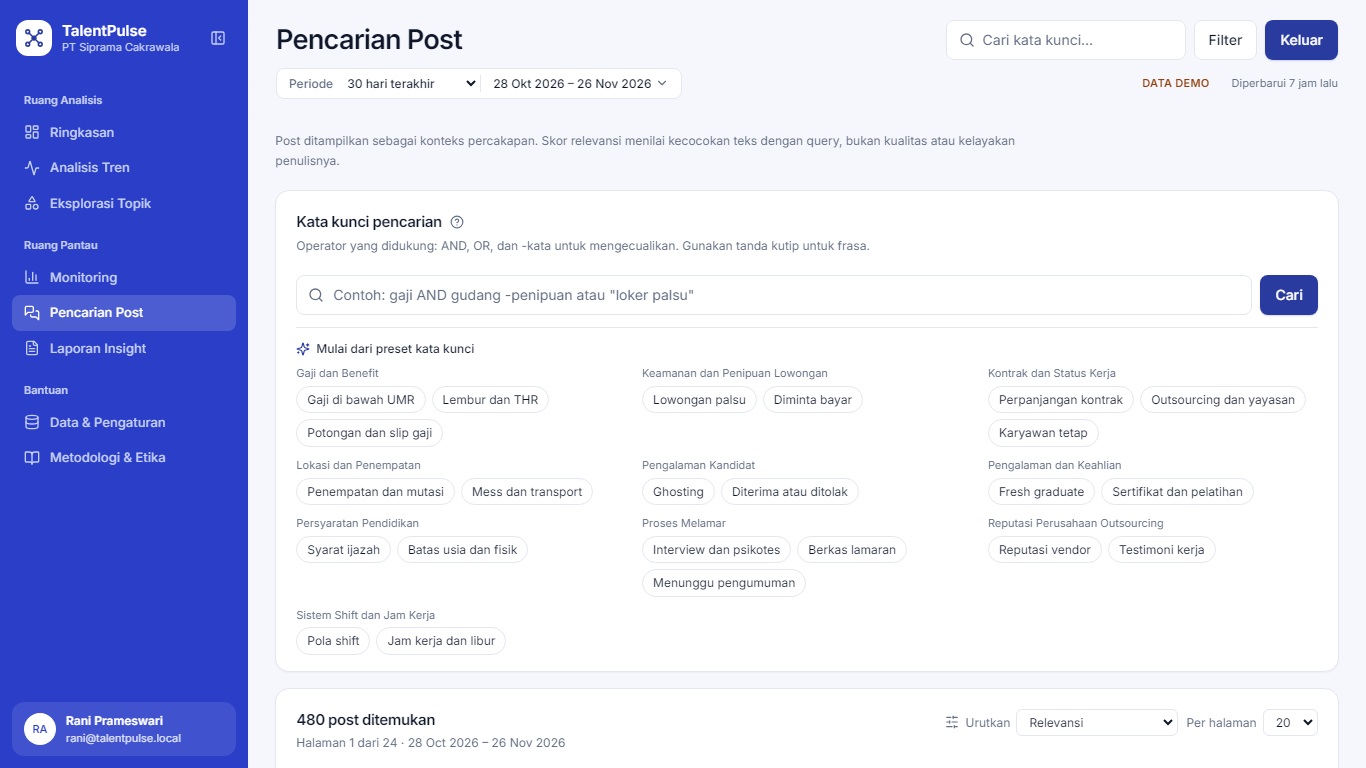 TalentPulse
PT Siprama Cakrawala
Ruang Analisis
Ringkasan
Analisis Tren
Eksplorasi Topik
Ruang Pantau
Monitoring
Pencarian Post
Laporan Insight
Bantuan
Data & Pengaturan
Metodologi & Etika
RA
Rani Prameswari
rani@talentpulse.local
Pencarian Post
Cari kata kunci...
Filter
Keluar
Periode 30 hari terakhir 28 Okt 2026 – 26 Nov 2026
DATA DEMO Diperbarui 7 jam lalu
Post ditampilkan sebagai konteks percakapan. Skor relevansi menilai kecocokan teks dengan query, bukan kualitas atau kelayakan
penulisnya.
Kata kunci pencarian
Operator yang didukung: AND, OR, dan -kata untuk mengecualikan. Gunakan tanda kutip untuk frasa.
Contoh: gaji AND gudang -penipuan atau "loker palsu"
Cari
Mulai dari preset kata kunci
Gaji dan Benefit
Gaji di bawah UMR Lembur dan THR
Potongan dan slip gaji
Keamanan dan Penipuan Lowongan
Lowongan palsu Diminta bayar
Kontrak dan Status Kerja
Perpanjangan kontrak Outsourcing dan yayasan
Karyawan tetap
Lokasi dan Penempatan
Penempatan dan mutasi Mess dan transport
Pengalaman Kandidat
Ghosting Diterima atau ditolak
Pengalaman dan Keahlian
Fresh graduate Sertifikat dan pelatihan
Persyaratan Pendidikan
Syarat ijazah Batas usia dan fisik
Proses Melamar
Interview dan psikotes Berkas lamaran
Menunggu pengumuman
Reputasi Perusahaan Outsourcing
Reputasi vendor Testimoni kerja
Sistem Shift dan Jam Kerja
Pola shift Jam kerja dan libur
480 post ditemukan
Halaman 1 dari 24 · 28 Oct 2026 – 26 Nov 2026
Urutkan Relevansi Per halaman 20